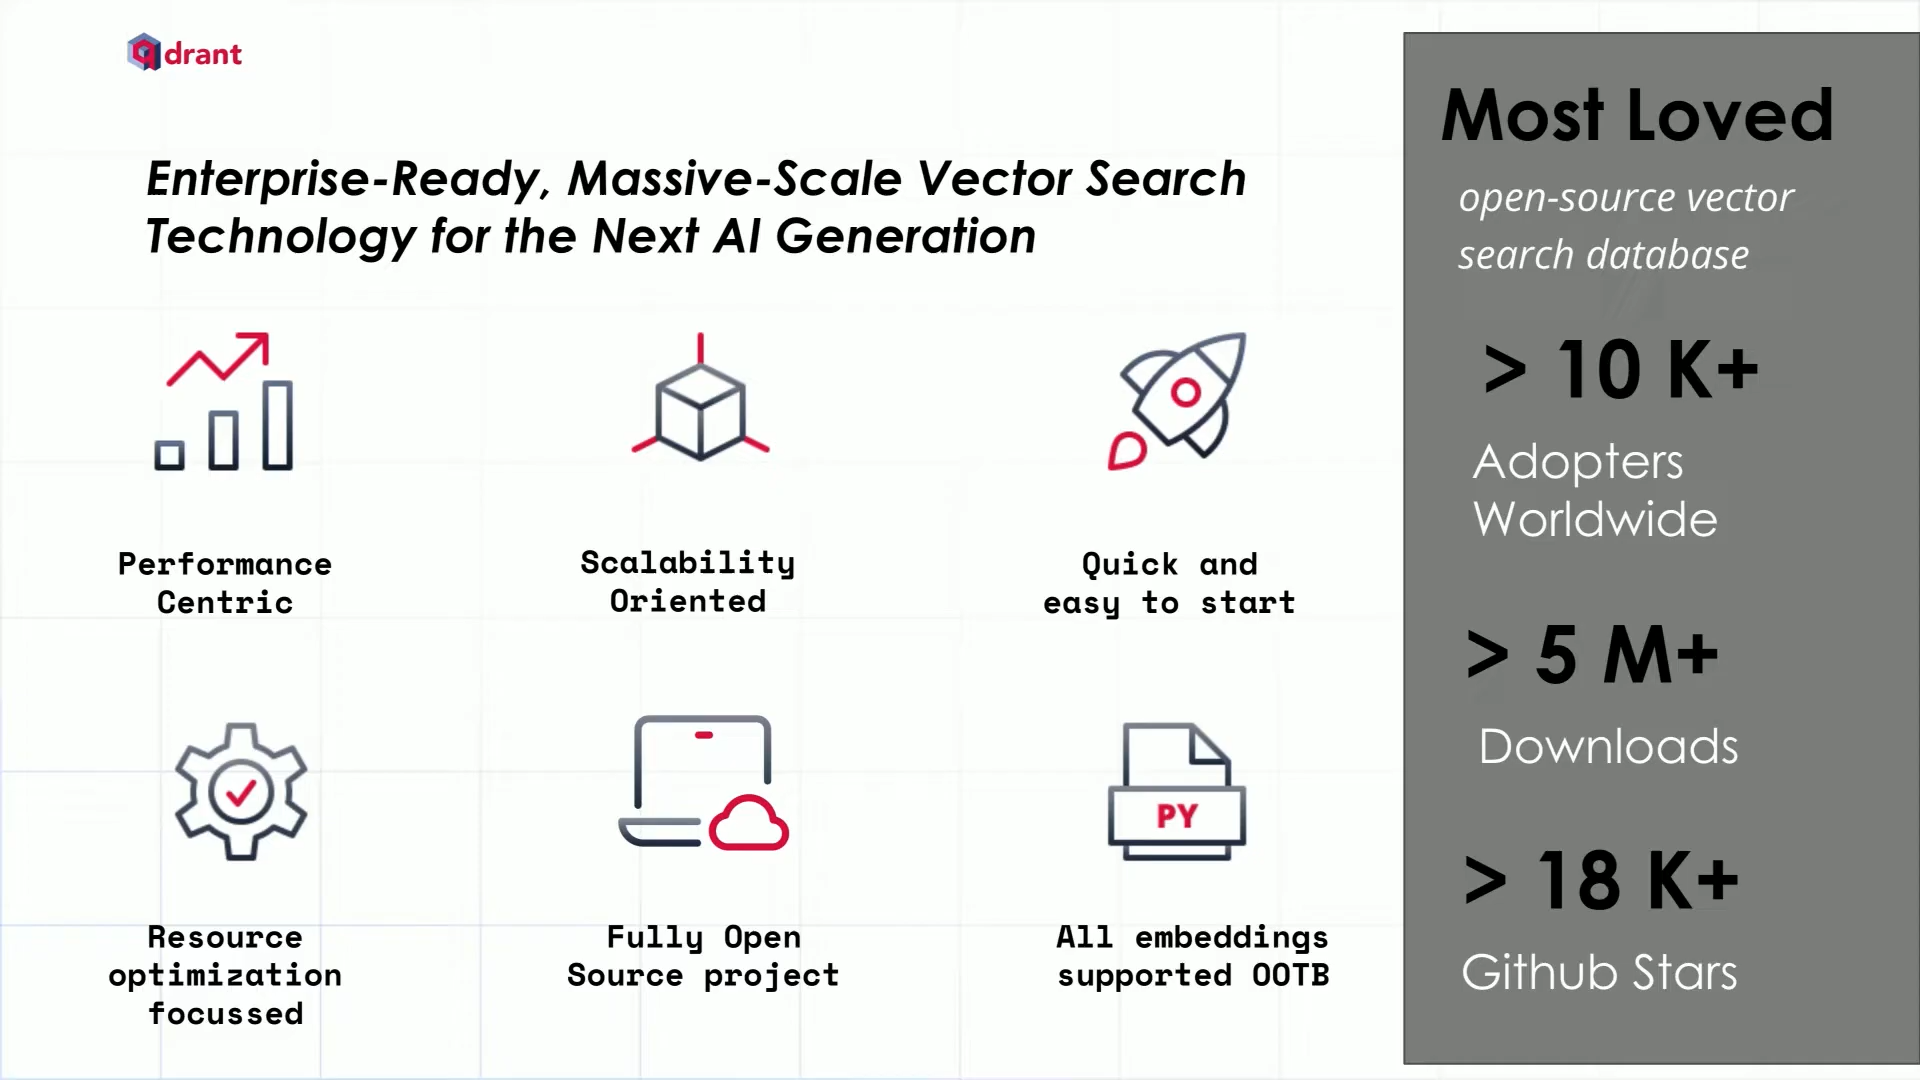 qdrant
Enterprise-Ready, Massive-Scale Vector Search
Technology for the Next AI Generation
Performance
Centric
Scalability
Oriented
Quick and
easy to start
Resource
optimization
focussed
Fully Open
Source project
PY
All embeddings
supported OOTB
Most Loved
open-source vector
search database
> 10 K+
Adopters
Worldwide
> 5 M+
Downloads
> 18 K+
Github Stars